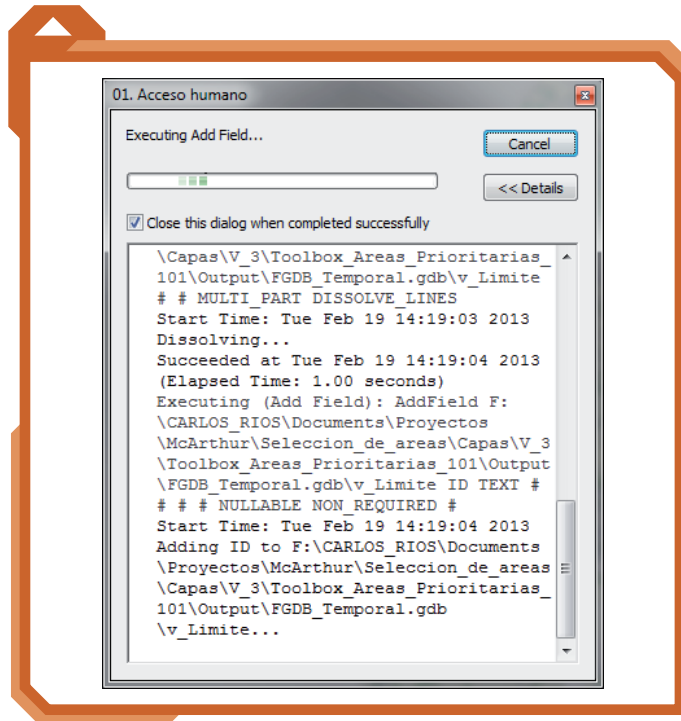 01. Acceso humano
Executing Add Field...
Cancel
<< Details
Close this dialog when completed successfully
\Capas\V_3\Toolbox_Areas_Prioritarias_
101\Output\FGDB_Temporal.gdb\v_Limite
# # MULTI_PART DISSOLVE_LINES
Start Time: Tue Feb 19 14:19:03 2013
Dissolving...
Succeeded at Tue Feb 19 14:19:04 2013
(Elapsed Time: 1.00 seconds)
Executing (Add Field): AddField F:
\CARLOS_RIOS\Documents\Proyectos
\McArthur\Seleccion_de_areas\Capas\V_3
\Toolbox_Areas_Prioritarias_101\Output
\FGDB_Temporal.gdb\v_Limite ID TEXT #
# # # NULLABLE NON_REQUIRED #
Start Time: Tue Feb 19 14:19:04 2013
Adding ID to F:\CARLOS_RIOS\Documents
\Proyectos\McArthur\Seleccion_de_areas
\Capas\V_3\Toolbox_Areas_Prioritarias_
101\Output\FGDB_Temporal.gdb
\v_Limite...